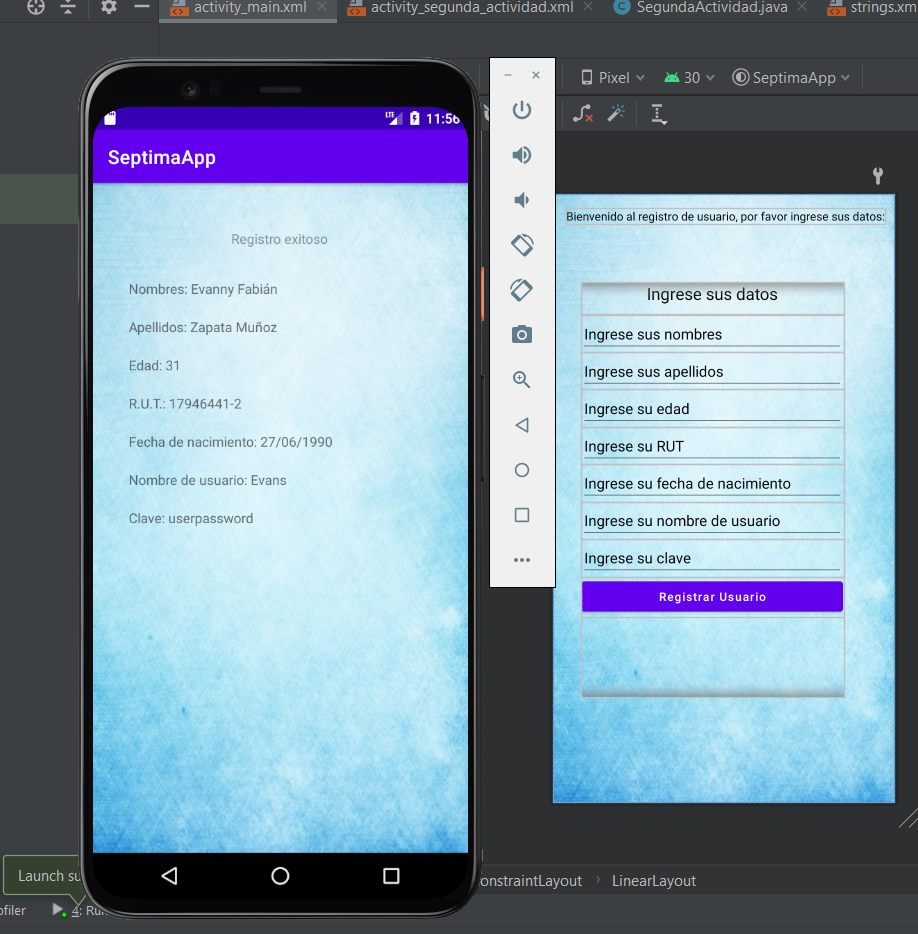 activity_main.xml
activity_segunda_actividad.xml
SegundaActividad.java
strings.xm
Pixel
30
SeptimaApp
LTE
11:56
SeptimaApp
Registro exitoso
Nombres: Evanny Fabián
Apellidos: Zapata Muñoz
Edad: 31
R.U.T.: 17946441-2
Fecha de nacimiento: 27/06/1990
Nombre de usuario: Evans
Clave: userpassword
Bienvenido al registro de usuario, por favor ingrese sus datos:
Ingrese sus datos
Ingrese sus nombres
Ingrese sus apellidos
Ingrese su edad
Ingrese su RUT
Ingrese su fecha de nacimiento
Ingrese su nombre de usuario
Ingrese su clave
Registrar Usuario
Launch su
onstraintLayout
LinearLayout
ofiler
4: Run